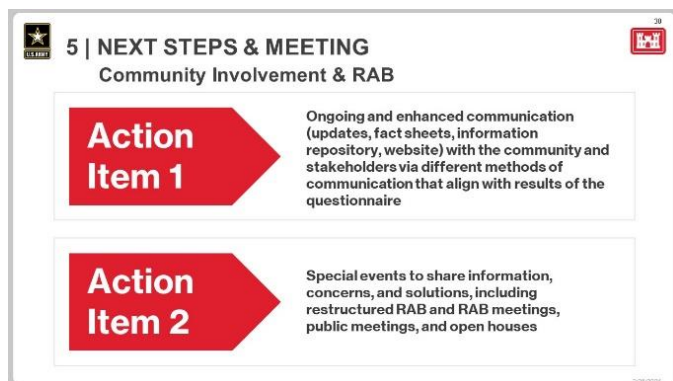 39
5 | NEXT STEPS & MEETING
Community Involvement & RAB
U.S. ARMY
Action
Item 1
Ongoing and enhanced communication
(updates, fact sheets, information
repository, website) with the community and
stakeholders via different methods of
communication that align with results of the
questionnaire
Action
Item 2
Special events to share information,
concerns, and solutions, including
restructured RAB and RAB meetings,
public meetings, and open houses